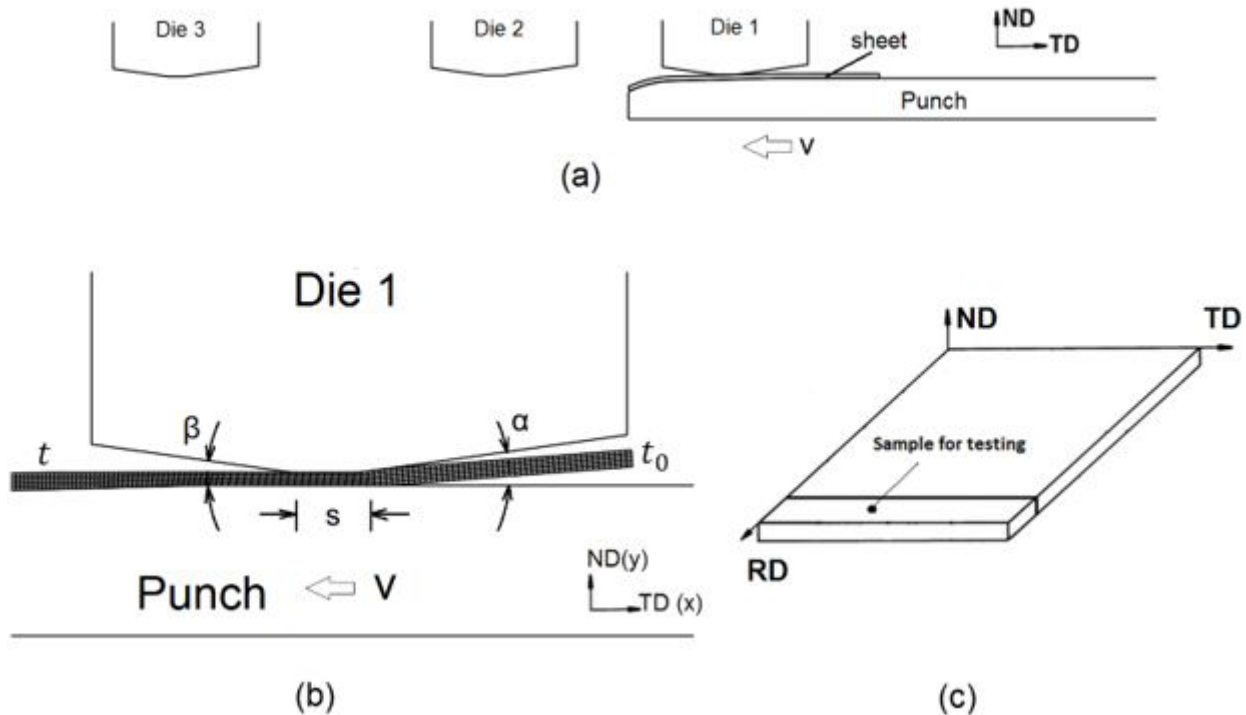 Die 3
Die 2
Die 1
ND
TD
sheet
Punch
V
(a)
Die 1
β
α
t
t₀
s
ND(y)
TD (x)
Punch
V
(b)
ND
TD
Sample for testing
RD
(c)